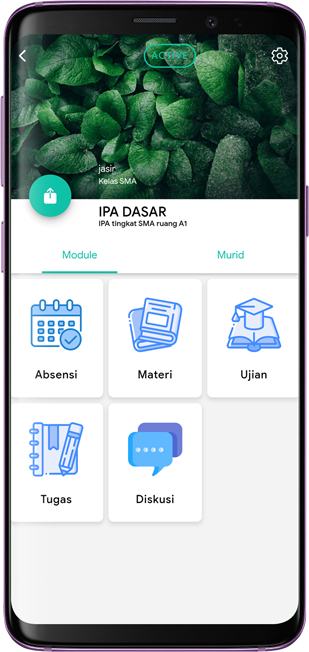 ACTIVE
jasir
Kelas SMA
IPA DASAR
IPA tingkat SMA ruang A1
Module Murid
Absensi Materi Ujian
Tugas Diskusi